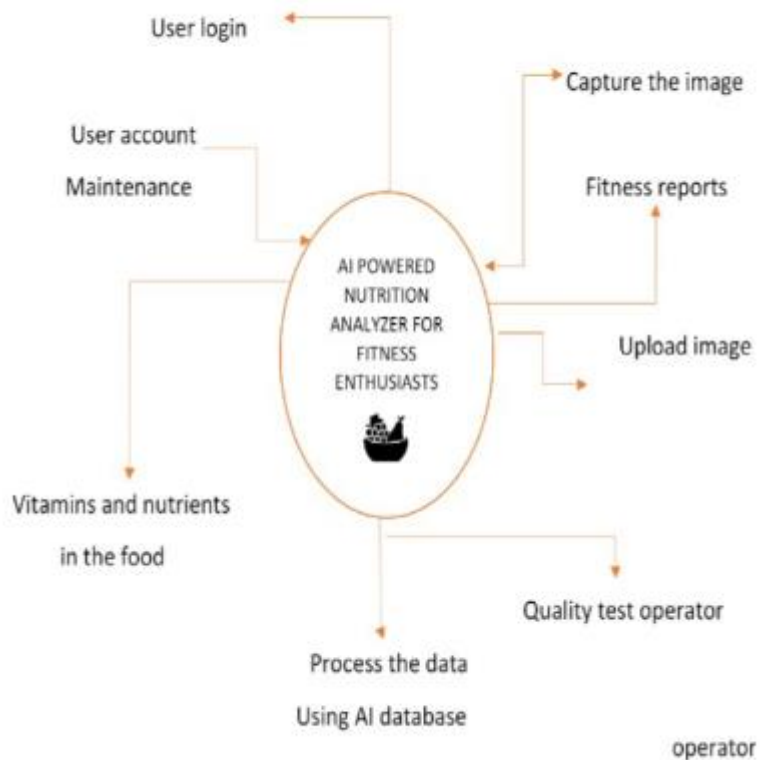 User login
Capture the image
User account
Maintenance
Fitness reports
AI POWERED
NUTRITION
ANALYZER FOR
FITNESS
ENTHUSIASTS
Upload image
Vitamins and nutrients
in the food
Quality test operator
Process the data
Using AI database
operator